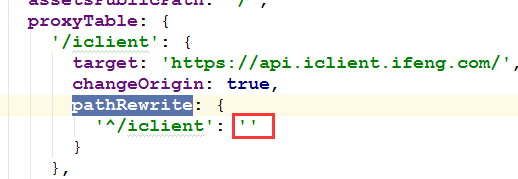 assetsPublicPath: '/',
proxyTable: {
'/iclient': {
target: 'https://api.iclient.ifeng.com/',
changeOrigin: true,
pathRewrite: {
'^/iclient': ''
}
},